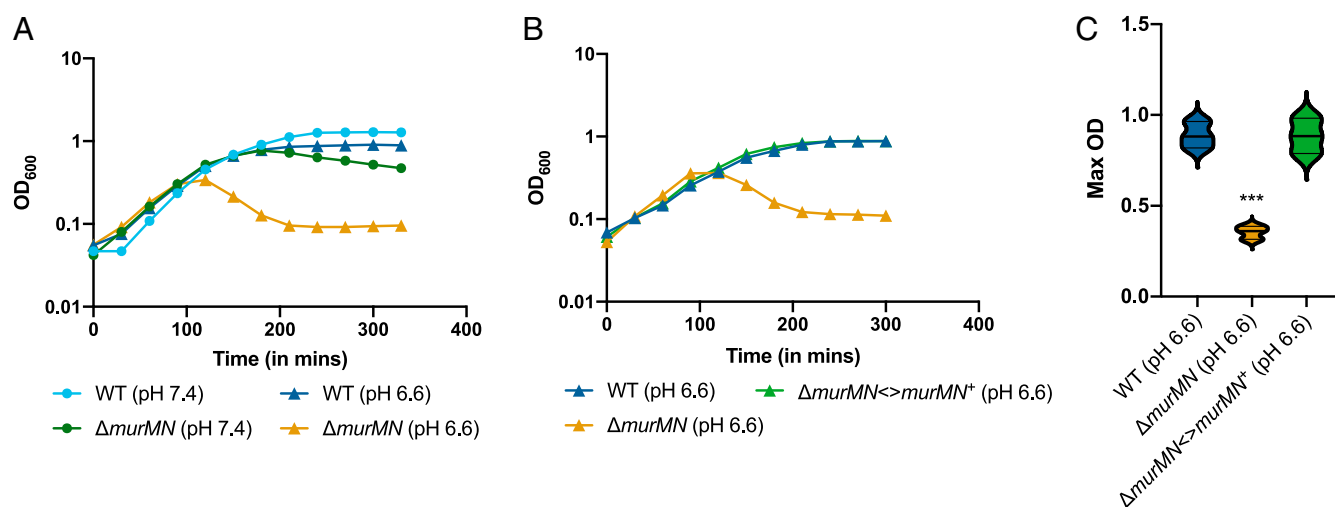 A
OD600
10
1
0.1
0.01
0 100 200 300 400
Time (in mins)
WT (pH 7.4) WT (pH 6.6)
ΔmurMN (pH 7.4) ΔmurMN (pH 6.6)
B
OD600
10
1
0.1
0.01
0 100 200 300 400
Time (in mins)
WT (pH 6.6) ΔmurMN<>murMN⁺ (pH 6.6)
ΔmurMN (pH 6.6)
C
Max OD
1.5
1.0
0.5
0.0
***
WT (pH 6.6)
ΔmurMN (pH 6.6)
ΔmurMN<>murMN⁺ (pH 6.6)